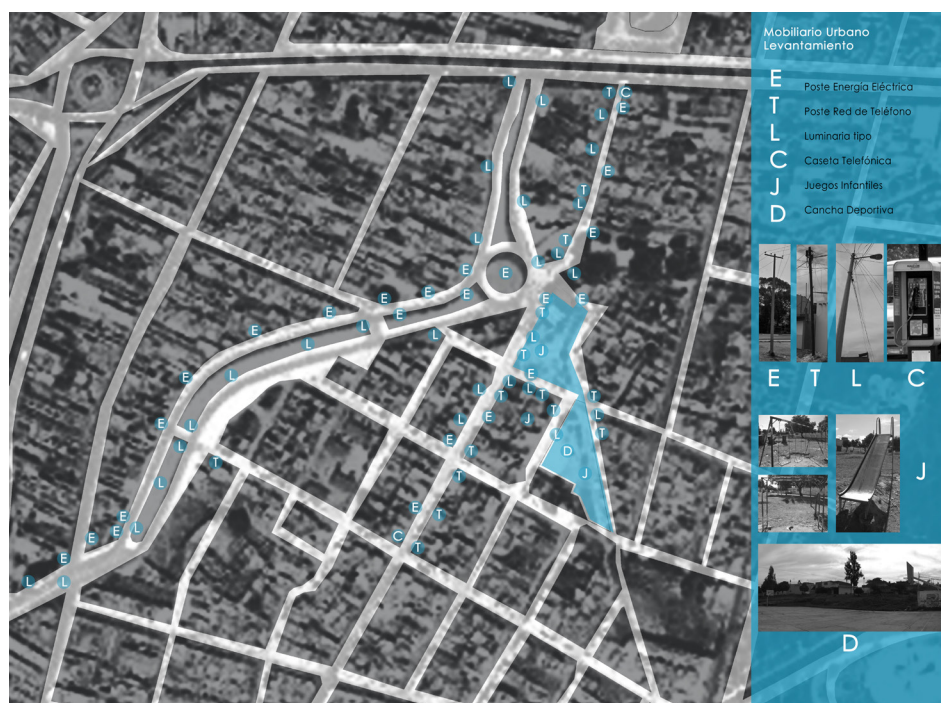 L
L
T C
E
L
L
L
E
T
L
L
E
L
T
L
L
E
E
L
E
E
E
E
E
E
E
T
L
E
L
L
L
J
T
E
L
E
L
L
L
T
T
T
T
L
E
L
J
E
L
L
T
E
L
T
D
T
J
T
L
E
T
E
L
E
E
C
T
E
L
L
Mobiliario Urbano
Levantamiento
E Poste Energía Eléctrica
T Poste Red de Teléfono
L Luminaria tipo
C Caseta Telefónica
J Juegos Infantiles
D Cancha Deportiva
E T L C
J
D